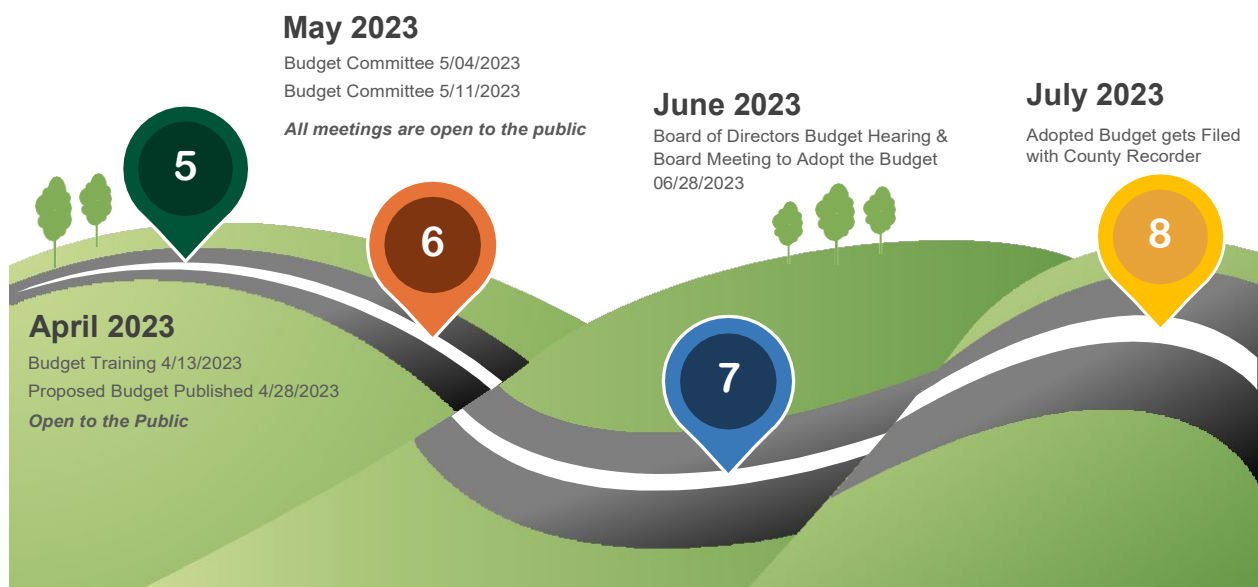 5
April 2023
Budget Training 4/13/2023
Proposed Budget Published 4/28/2023
Open to the Public
May 2023
Budget Committee 5/04/2023
Budget Committee 5/11/2023
All meetings are open to the public
6
June 2023
Board of Directors Budget Hearing &
Board Meeting to Adopt the Budget
06/28/2023
7
July 2023
Adopted Budget gets Filed
with County Recorder
8